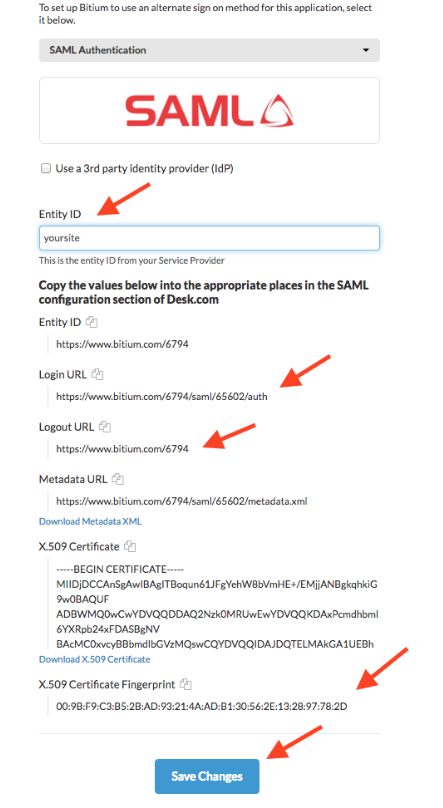 To set up Bitium to use an alternate sign on method for this application, select
it below.
SAML Authentication
SAML
Use a 3rd party identity provider (IdP)
Entity ID
yoursite
This is the entity ID from your Service Provider
Copy the values below into the appropriate places in the SAML
configuration section of Desk.com
Entity ID
https://www.bitium.com/6794
Login URL
https://www.bitium.com/6794/saml/65602/auth
Logout URL
https://www.bitium.com/6794
Metadata URL
https://www.bitium.com/6794/saml/65602/metadata.xml
Download Metadata XML
X.509 Certificate
-----BEGIN CERTIFICATE-----
MIIDjDCCAnSgAwIBAgITBoqun61JFgYehW8bVmHE+/EMjjANBgkqhkiG
9w0BAQUF
ADBWMQ0wCwYDVQQDDAQ2Nzk0MRUwEwYDVQQKDAxPcmdhbml
6YXRpb24xFDASBgNV
BAcMC0xvcyBBbmdlbGVzMQswCQYDVQQIDAJDQTELMAkGA1UEBh
Download X.509 Certificate
X.509 Certificate Fingerprint
00:9B:F9:C3:B5:2B:AD:93:21:4A:AD:B1:30:56:2E:13:28:97:78:2D
Save Changes